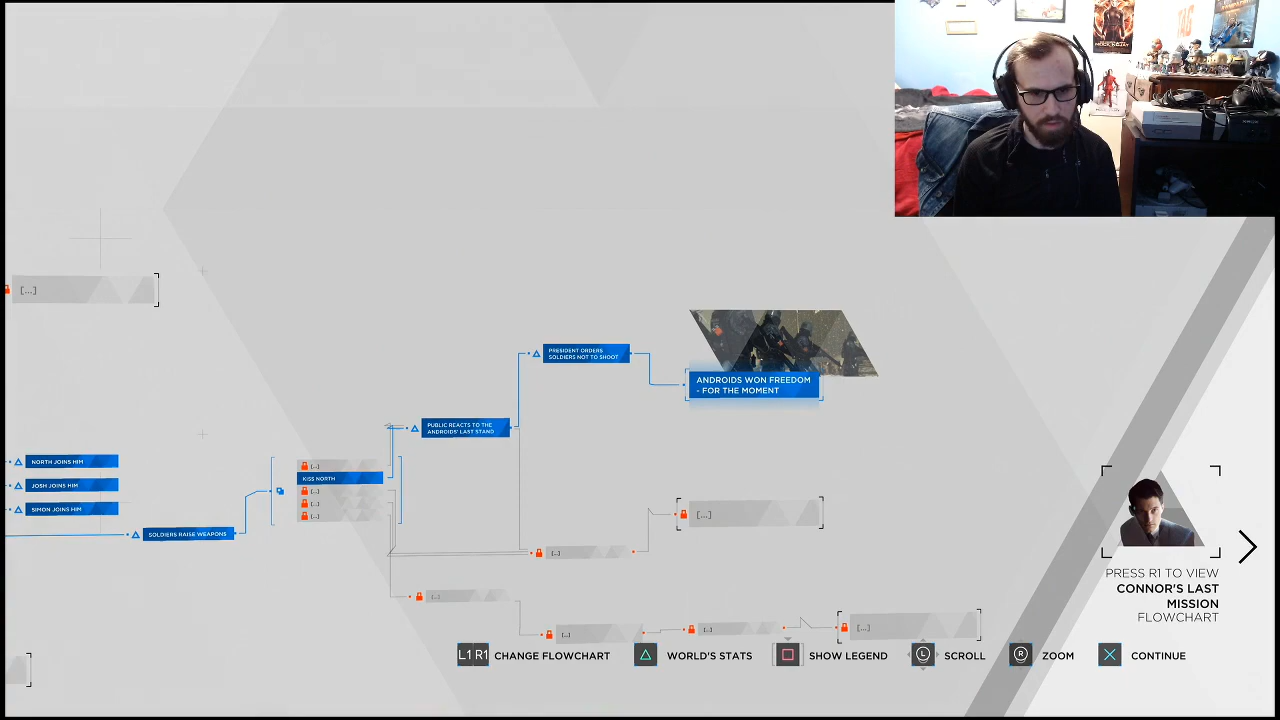 [...]
PRESIDENT ORDERS
SOLDIERS NOT TO SHOOT
ANDROIDS WON FREEDOM
- FOR THE MOMENT
PUBLIC REACTS TO THE
ANDROIDS' LAST STAND
NORTH JOINS HIM
JOSH JOINS HIM
SIMON JOINS HIM
SOLDIERS RAISE WEAPONS
[...]
KISS NORTH
[...]
[...]
[...]
[...]
[...]
[...]
[...]
[...]
[...]
PRESS R1 TO VIEW
CONNOR'S LAST
MISSION
FLOWCHART
L1 R1 CHANGE FLOWCHART
WORLD'S STATS
SHOW LEGEND
L SCROLL
R ZOOM
CONTINUE